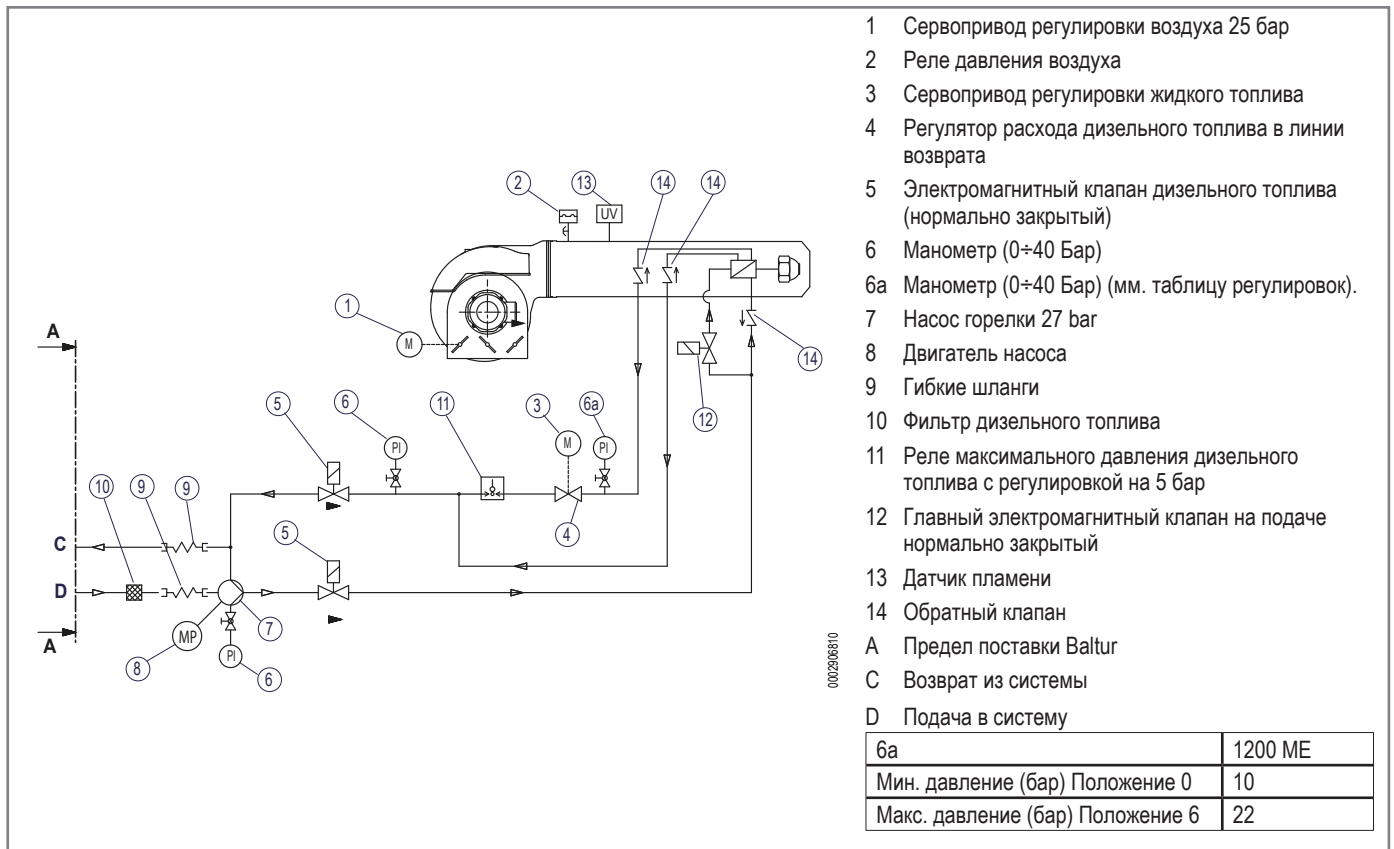 1 Сервопривод регулировки воздуха 25 бар
2 Реле давления воздуха
3 Сервопривод регулировки жидкого топлива
4 Регулятор расхода дизельного топлива в линии
возврата
5 Электромагнитный клапан дизельного топлива
(нормально закрытый)
6 Манометр (0÷40 Бар)
6a Манометр (0÷40 Бар) (мм. таблицу регулировок).
7 Насос горелки 27 bar
8 Двигатель насоса
9 Гибкие шланги
10 Фильтр дизельного топлива
11 Реле максимального давления дизельного
топлива с регулировкой на 5 бар
12 Главный электромагнитный клапан на подаче
нормально закрытый
13 Датчик пламени
14 Обратный клапан
A Предел поставки Baltur
C Возврат из системы
D Подача в систему
6a 1200 ME
Мин. давление (бар) Положение 0 10
Макс. давление (бар) Положение 6 22
2 13 14 14
UV
1
M
14
12
A
5 6 11 3 6a
PI M PI
10 9 9
4
C
5
D
7
A
MP
8
PI
6
0002906810